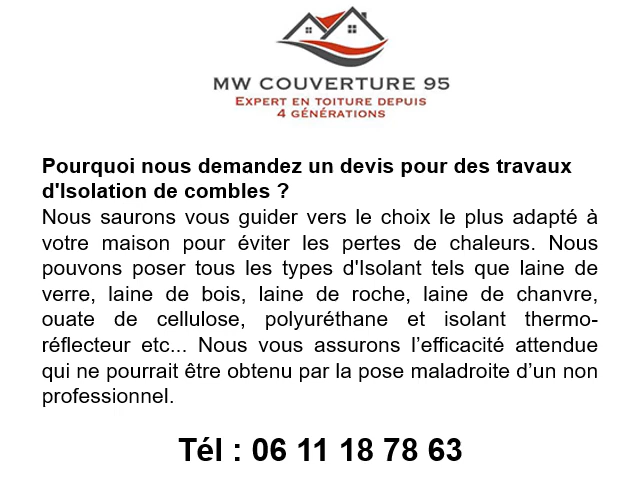 MW COUVERTURE 95
EXPERT EN TOITURE DEPUIS
4 GÉNÉRATIONS
Pourquoi nous demandez un devis pour des travaux
d'Isolation de combles ?
Nous saurons vous guider vers le choix le plus adapté à
votre maison pour éviter les pertes de chaleurs. Nous
pouvons poser tous les types d'Isolant tels que laine de
verre, laine de bois, laine de roche, laine de chanvre,
ouate de cellulose, polyuréthane et isolant thermo-
réflecteur etc... Nous vous assurons l’efficacité attendue
qui ne pourrait être obtenu par la pose maladroite d’un non
professionnel.
Tél : 06 11 18 78 63